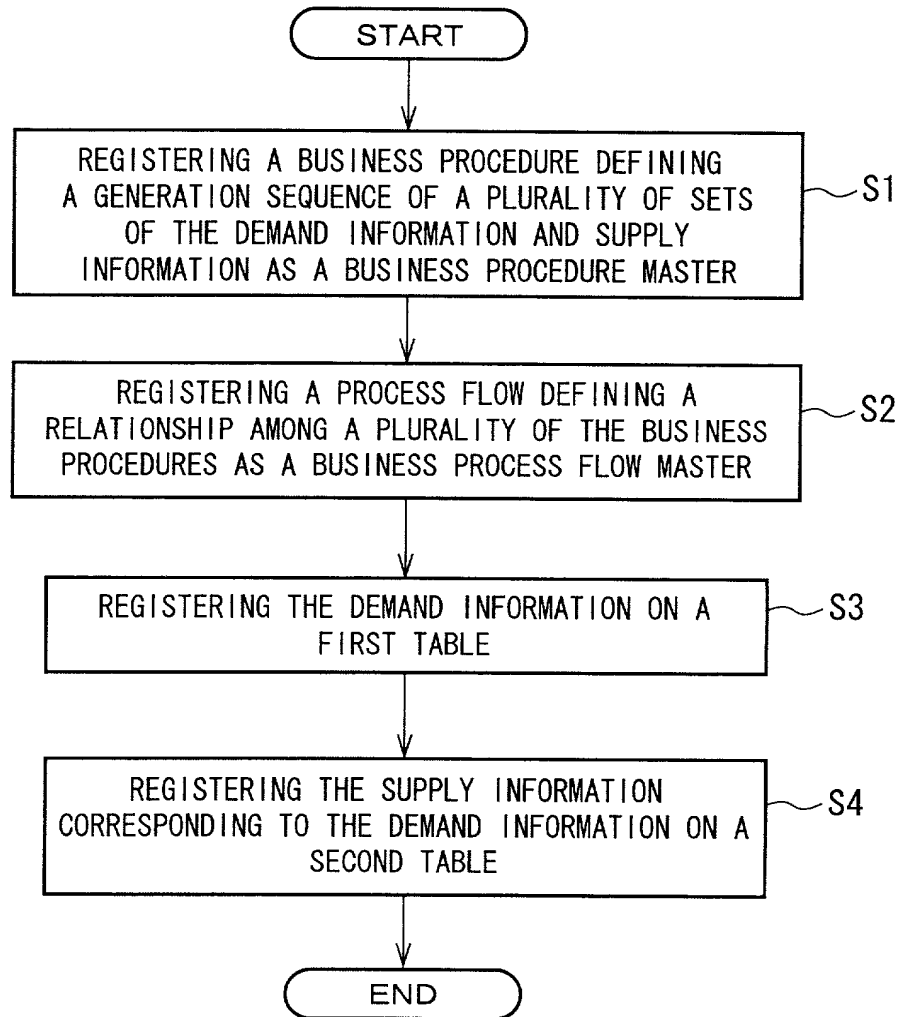 START
REGISTERING A BUSINESS PROCEDURE DEFINING
A GENERATION SEQUENCE OF A PLURALITY OF SETS
OF THE DEMAND INFORMATION AND SUPPLY
INFORMATION AS A BUSINESS PROCEDURE MASTER
S1
REGISTERING A PROCESS FLOW DEFINING A
RELATIONSHIP AMONG A PLURALITY OF THE BUSINESS
PROCEDURES AS A BUSINESS PROCESS FLOW MASTER
S2
REGISTERING THE DEMAND INFORMATION ON A
FIRST TABLE
S3
REGISTERING THE SUPPLY INFORMATION
CORRESPONDING TO THE DEMAND INFORMATION ON A
SECOND TABLE
S4
END